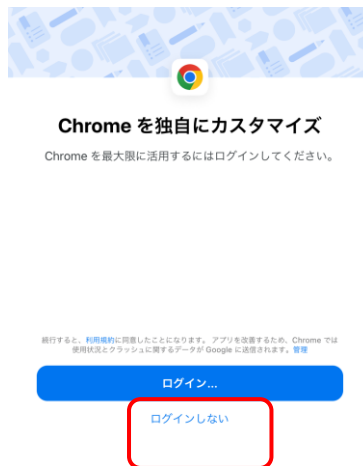 Chrome を独自にカスタマイズ
Chrome を最大限に活用するにはログインしてください。
続行すると、利用規約に同意したことになります。 アプリを改善するため、Chrome では
使用状況とクラッシュに関するデータが Google に送信されます。管理
ログイン...
ログインしない